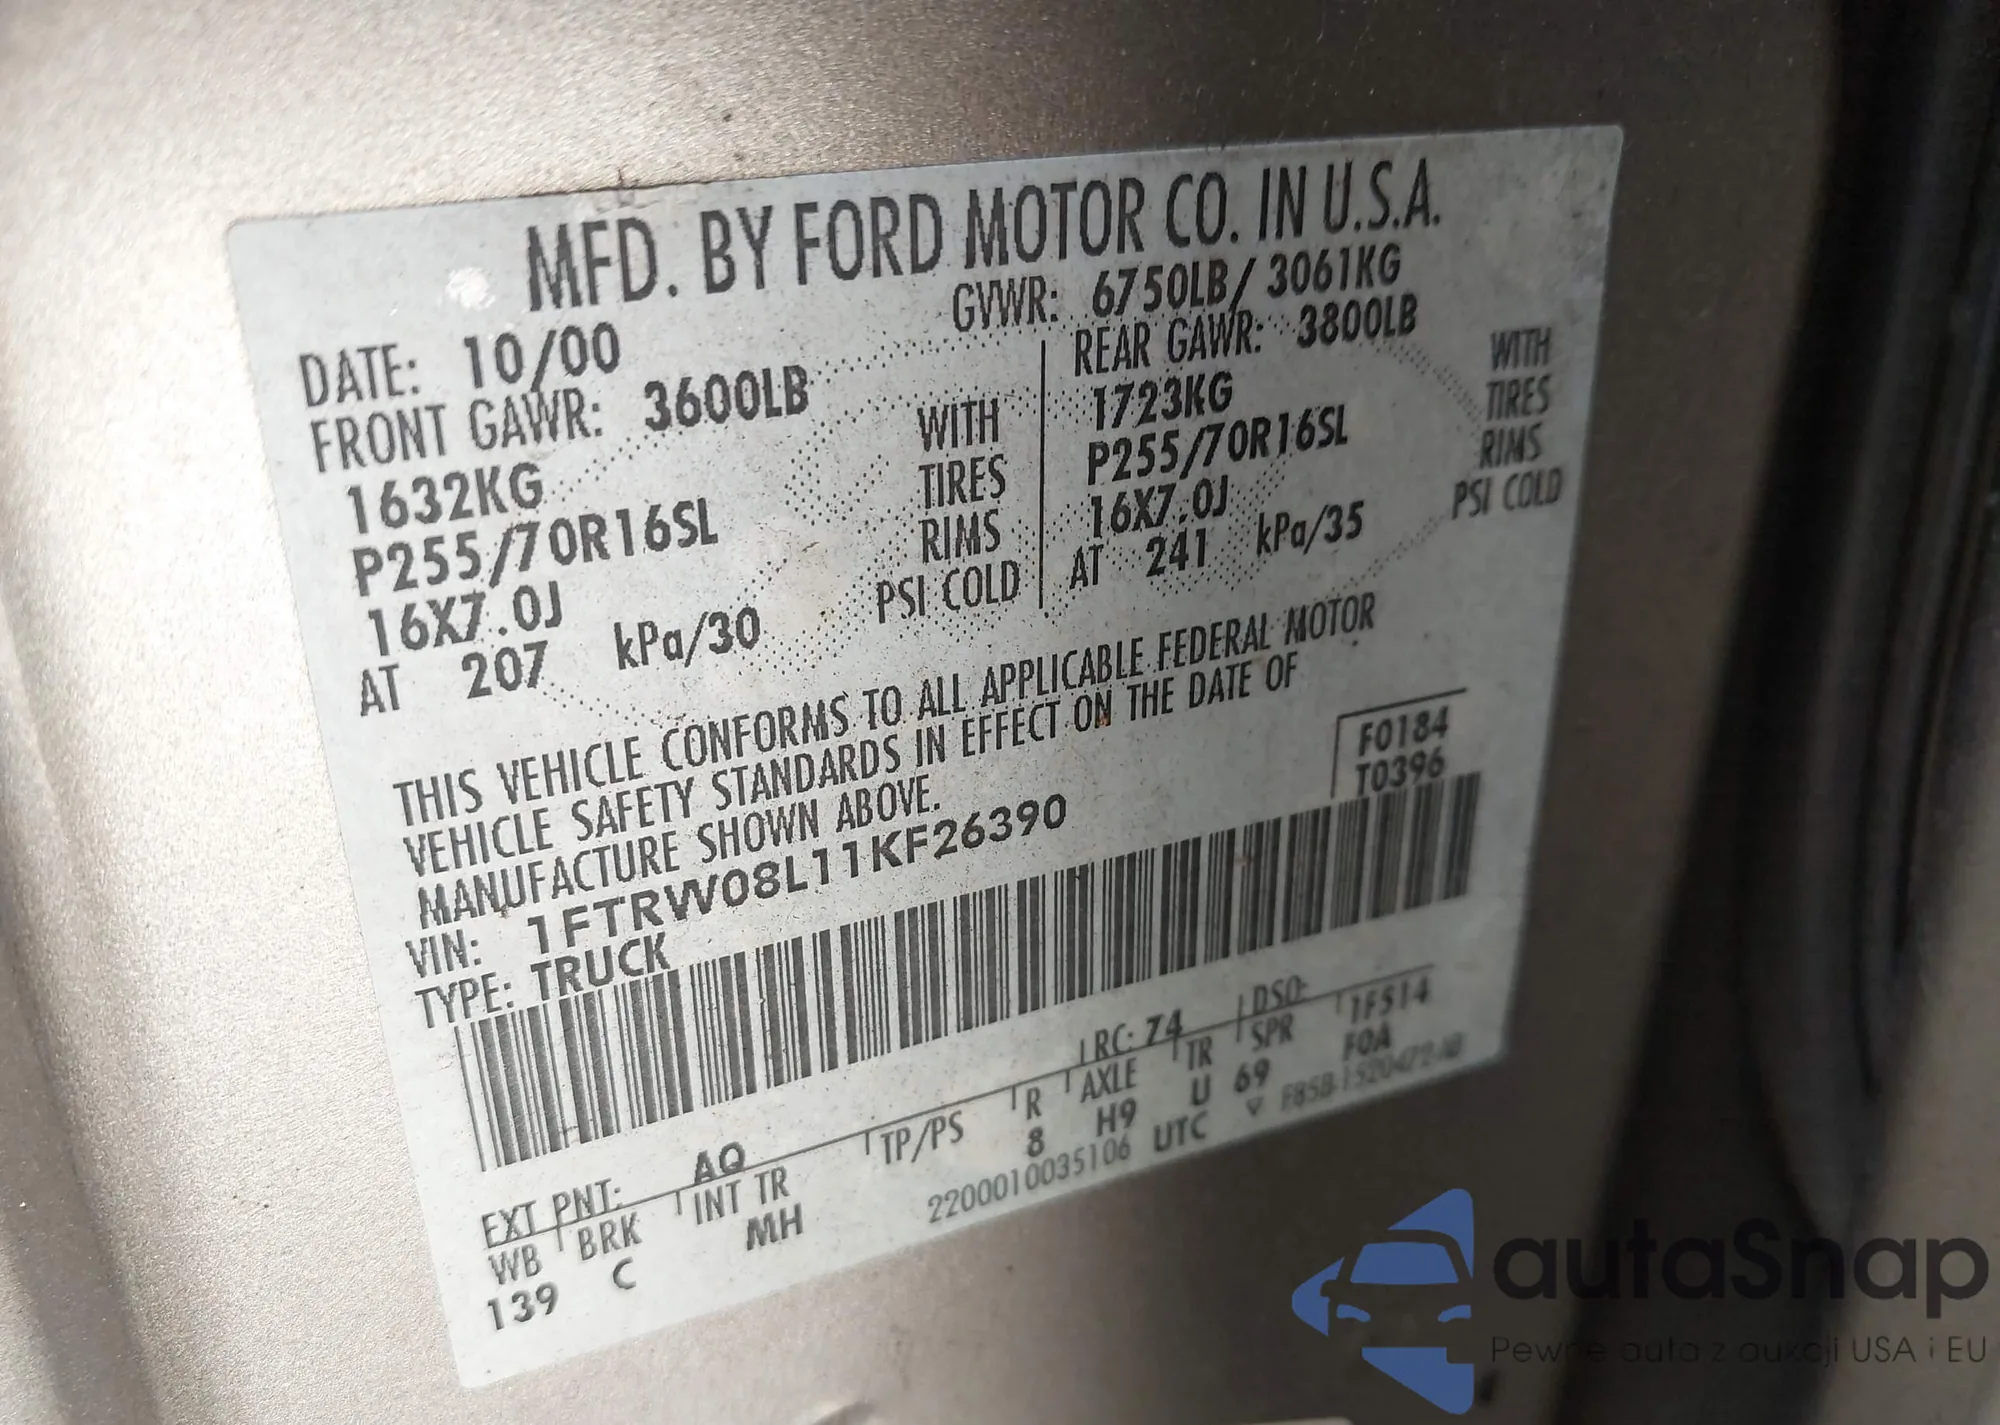 MFD. BY FORD MOTOR CO. IN U.S.A.
DATE: 10/00 GVWR: 6750LB/ 3061KG
FRONT GAWR: 3600LB REAR GAWR: 3800LB
1632KG WITH 1723KG WITH
P255/70R16SL TIRES P255/70R16SL TIRES
16X7.0J RIMS 16X7.0J RIMS
AT 207 kPa/30 PSI COLD AT 241 kPa/35 PSI COLD
THIS VEHICLE CONFORMS TO ALL APPLICABLE FEDERAL MOTOR
VEHICLE SAFETY STANDARDS IN EFFECT ON THE DATE OF
MANUFACTURE SHOWN ABOVE.
F0184
T0396
VIN: 1FTRW08L11KF26390
TYPE: TRUCK
EXT PNT: AQ RC: 74 DSO:
WB BRK INT TR TP/PS R AXLE TR SPR 1F514
139 C MH 8 H9 U 69 F0A
2200010035106 UTC
autaSnap
Pewne auta z aukcji USA i EU